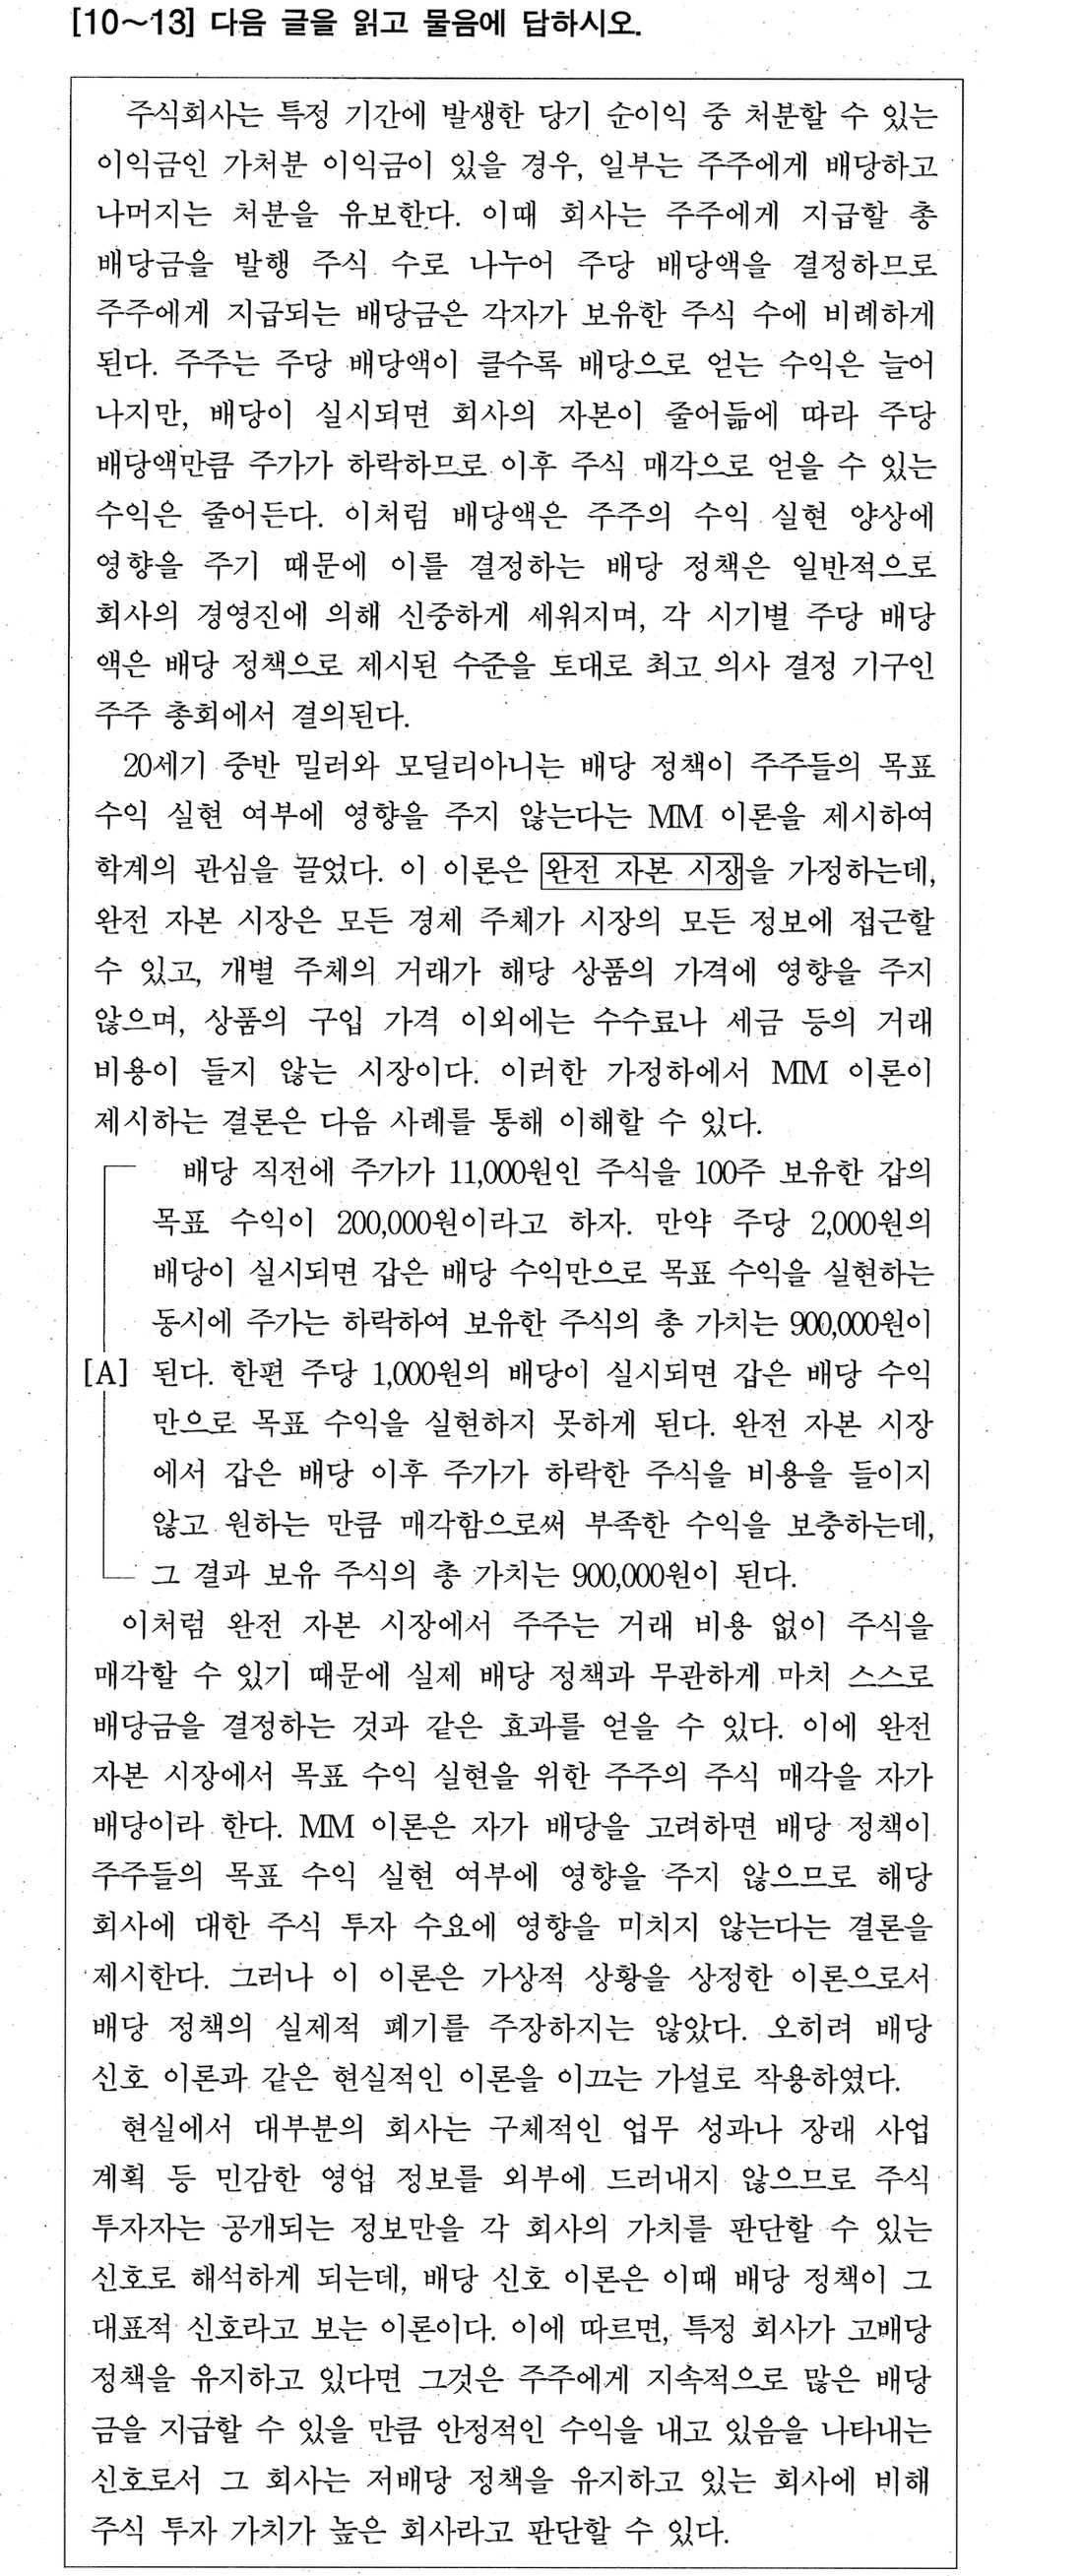 [10~13] 다음 글을 읽고 물음에 답하시오.
주식회사는 특정 기간에 발생한 당기 순이익 중 처분할 수 있는
이익금인 가처분 이익금이 있을 경우, 일부는 주주에게 배당하고
나머지는 처분을 유보한다. 이때 회사는 주주에게 지급할 총
배당금을 발행 주식 수로 나누어 주당 배당액을 결정하므로
주주에게 지급되는 배당금은 각자가 보유한 주식 수에 비례하게
된다. 주주는 주당 배당액이 클수록 배당으로 얻는 수익은 늘어
나지만, 배당이 실시되면 회사의 자본이 줄어듦에 따라 주당
배당액만큼 주가가 하락하므로 이후 주식 매각으로 얻을 수 있는
수익은 줄어든다. 이처럼 배당액은 주주의 수익 실현 양상에
영향을 주기 때문에 이를 결정하는 배당 정책은 일반적으로
회사의 경영진에 의해 신중하게 세워지며, 각 시기별 주당 배당
액은 배당 정책으로 제시된 수준을 토대로 최고 의사 결정 기구인
주주 총회에서 결의된다.
20세기 중반 밀러와 모딜리아니는 배당 정책이 주주들의 목표
수익 실현 여부에 영향을 주지 않는다는 MM 이론을 제시하여
학계의 관심을 끌었다. 이 이론은 완전 자본 시장을 가정하는데,
완전 자본 시장은 모든 경제 주체가 시장의 모든 정보에 접근할
수 있고, 개별 주체의 거래가 해당 상품의 가격에 영향을 주지
않으며, 상품의 구입 가격 이외에는 수수료나 세금 등의 거래
비용이 들지 않는 시장이다. 이러한 가정하에서 MM 이론이
제시하는 결론은 다음 사례를 통해 이해할 수 있다.
배당 직전에 주가가 11,000원인 주식을 100주 보유한 갑의
목표 수익이 200,000원이라고 하자. 만약 주당 2,000원의
배당이 실시되면 갑은 배당 수익만으로 목표 수익을 실현하는
동시에 주가는 하락하여 보유한 주식의 총 가치는 900,000원이
[A] 된다. 한편 주당 1,000원의 배당이 실시되면 갑은 배당 수익
만으로 목표 수익을 실현하지 못하게 된다. 완전 자본 시장
에서 갑은 배당 이후 주가가 하락한 주식을 비용을 들이지
않고 원하는 만큼 매각함으로써 부족한 수익을 보충하는데,
그 결과 보유 주식의 총 가치는 900,000원이 된다.
이처럼 완전 자본 시장에서 주주는 거래 비용 없이 주식을
매각할 수 있기 때문에 실제 배당 정책과 무관하게 마치 스스로
배당금을 결정하는 것과 같은 효과를 얻을 수 있다. 이에 완전
자본 시장에서 목표 수익 실현을 위한 주주의 주식 매각을 자가
배당이라 한다. MM 이론은 자가 배당을 고려하면 배당 정책이
주주들의 목표 수익 실현 여부에 영향을 주지 않으므로 해당
회사에 대한 주식 투자 수요에 영향을 미치지 않는다는 결론을
제시한다. 그러나 이 이론은 가상적 상황을 상정한 이론으로서
배당 정책의 실제적 폐기를 주장하지는 않았다. 오히려 배당
신호 이론과 같은 현실적인 이론을 이끄는 가설로 작용하였다.
현실에서 대부분의 회사는 구체적인 업무 성과나 장래 사업
계획 등 민감한 영업 정보를 외부에 드러내지 않으므로 주식
투자자는 공개되는 정보만을 각 회사의 가치를 판단할 수 있는
신호로 해석하게 되는데, 배당 신호 이론은 이때 배당 정책이 그
대표적 신호라고 보는 이론이다. 이에 따르면, 특정 회사가 고배당
정책을 유지하고 있다면 그것은 주주에게 지속적으로 많은 배당
금을 지급할 수 있을 만큼 안정적인 수익을 내고 있음을 나타내는
신호로서 그 회사는 저배당 정책을 유지하고 있는 회사에 비해
주식 투자 가치가 높은 회사라고 판단할 수 있다.